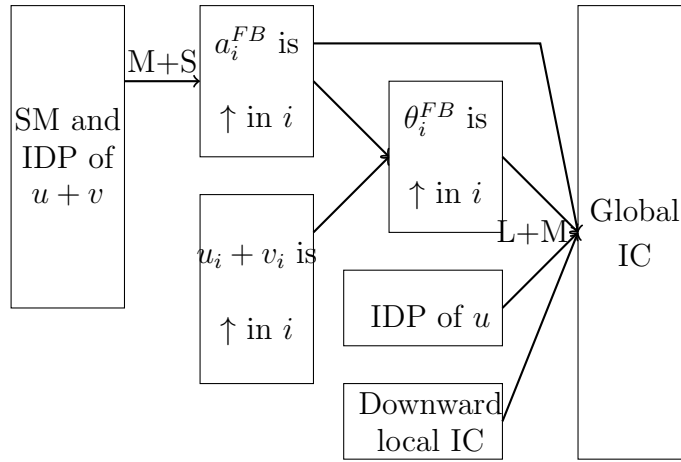 SM and
IDP of
u + v
M+S
a_i^{FB} is
↑ in i
u_i + v_i is
↑ in i
θ_i^{FB} is
↑ in i
L+M
IDP of u
Downward
local IC
Global
IC